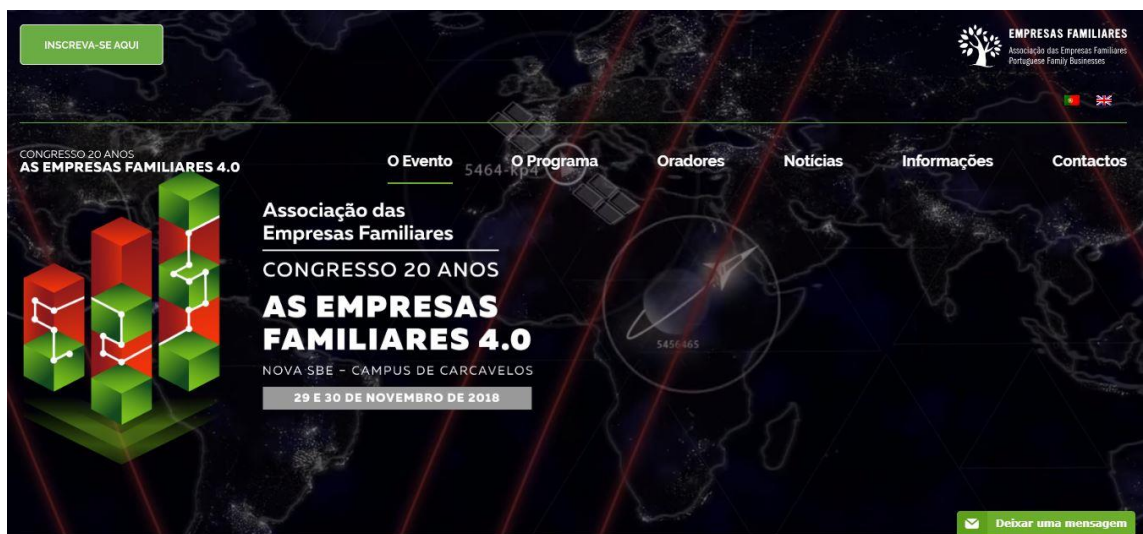 INSCREVA-SE AQUI
EMPRESAS FAMILIARES
Associação das Empresas Familiares
Portuguese Family Businesses
CONGRESSO 20 ANOS
AS EMPRESAS FAMILIARES 4.0
O Evento
O Programa
Oradores
Notícias
Informações
Contactos
5464-kp4
Associação das
Empresas Familiares
CONGRESSO 20 ANOS
AS EMPRESAS
FAMILIARES 4.0
NOVA SBE – CAMPUS DE CARCAVELOS
29 E 30 DE NOVEMBRO DE 2018
5456465
Deixar uma mensagem